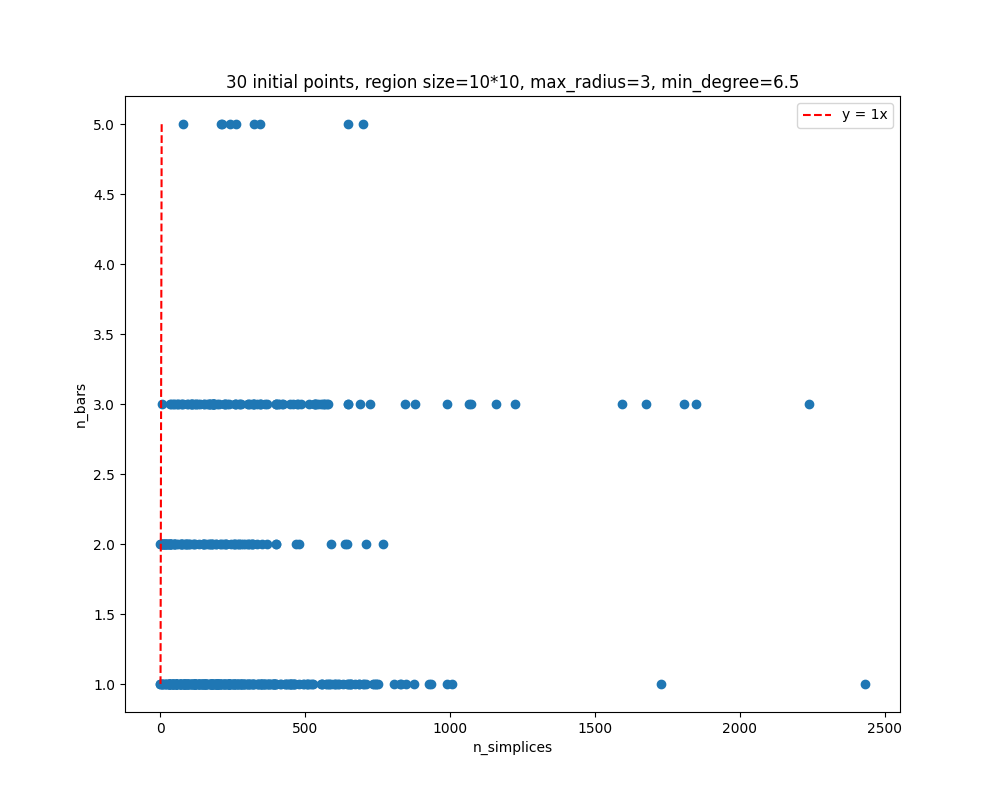 30 initial points, region size=10*10, max_radius=3, min_degree=6.5
y = 1x
5.0
4.5
4.0
3.5
3.0
2.5
2.0
1.5
1.0
n_bars
0 500 1000 1500 2000 2500
n_simplices